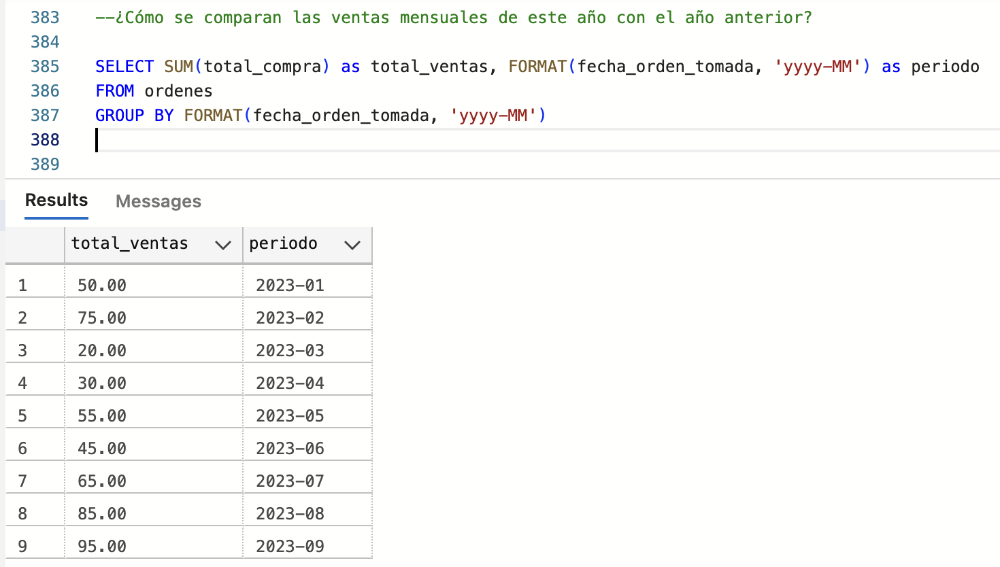 383 --¿Cómo se comparan las ventas mensuales de este año con el año anterior?
384
385 SELECT SUM(total_compra) as total_ventas, FORMAT(fecha_orden_tomada, 'yyyy-MM') as periodo
386 FROM ordenes
387 GROUP BY FORMAT(fecha_orden_tomada, 'yyyy-MM')
388
389
Results Messages
total_ventas periodo
1 50.00 2023-01
2 75.00 2023-02
3 20.00 2023-03
4 30.00 2023-04
5 55.00 2023-05
6 45.00 2023-06
7 65.00 2023-07
8 85.00 2023-08
9 95.00 2023-09